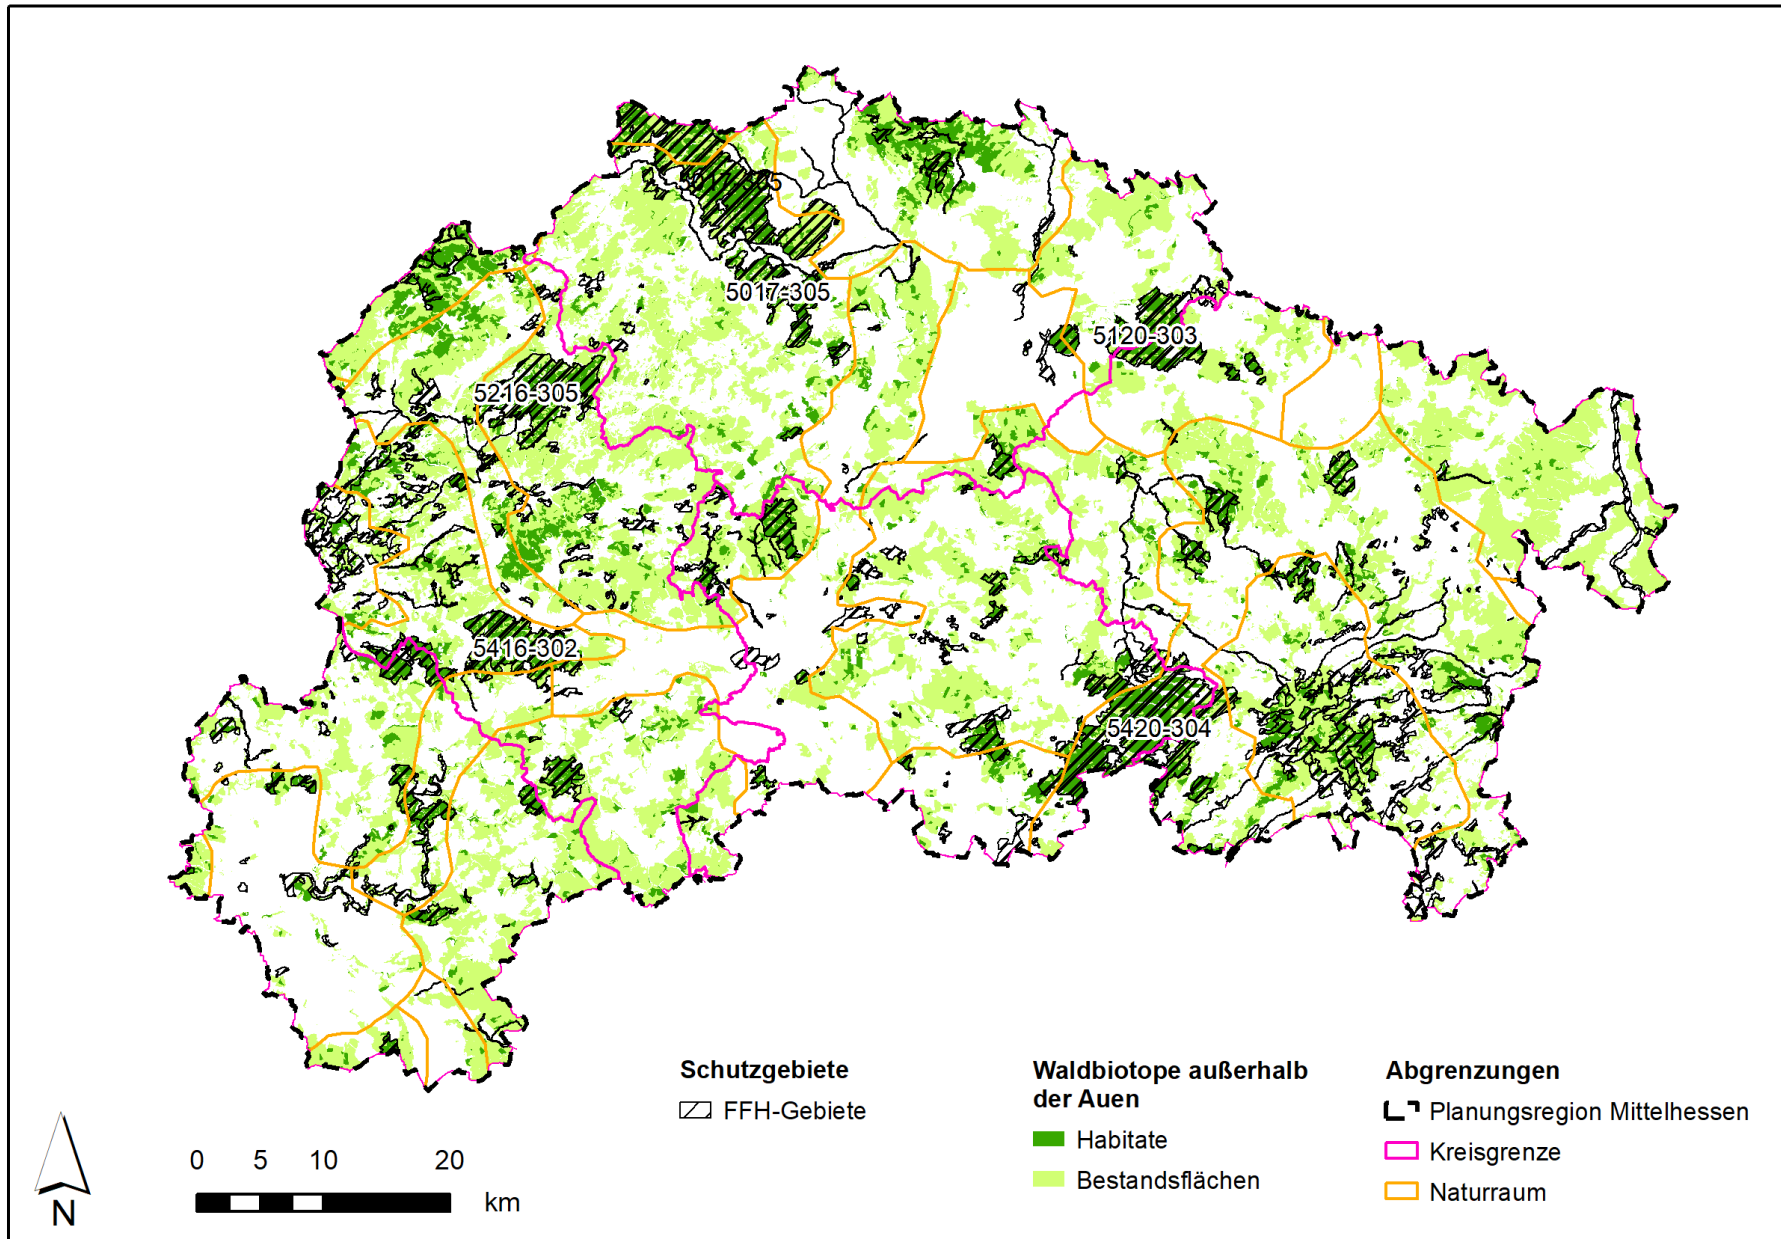 5017-305
5120-303
5216-305
5416-302
5420-304
Schutzgebiete
FFH-Gebiete
Waldbiotope außerhalb
der Auen
Habitate
Bestandsflächen
Abgrenzungen
Planungsregion Mittelhessen
Kreisgrenze
Naturraum
0 5 10 20
km
N